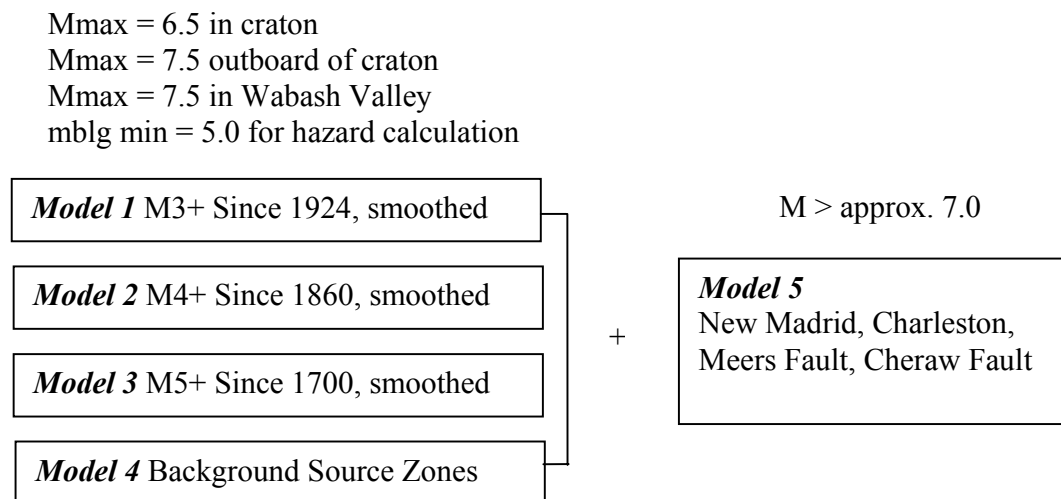 Mmax = 6.5 in craton
Mmax = 7.5 outboard of craton
Mmax = 7.5 in Wabash Valley
mblg min = 5.0 for hazard calculation
Model 1 M3+ Since 1924, smoothed
Model 2 M4+ Since 1860, smoothed
Model 3 M5+ Since 1700, smoothed
Model 4 Background Source Zones
+
M > approx. 7.0
Model 5
New Madrid, Charleston,
Meers Fault, Cheraw Fault